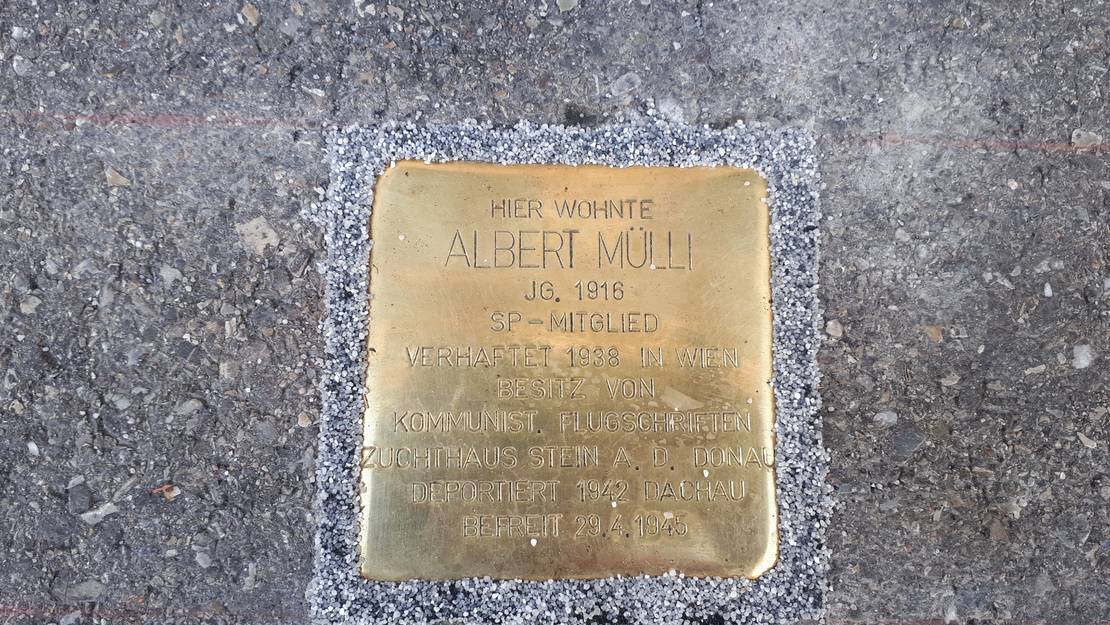 HIER WOHNTE
ALBERT MÜLLI
JG. 1916
SP-MITGLIED
VERHAFTET 1938 IN WIEN
BESITZ VON
KOMMUNIST. FLUGSCHRIFTEN
ZUCHTHAUS STEIN A. D. DONAU
DEPORTIERT 1942 DACHAU
BEFREIT 29.4.1945